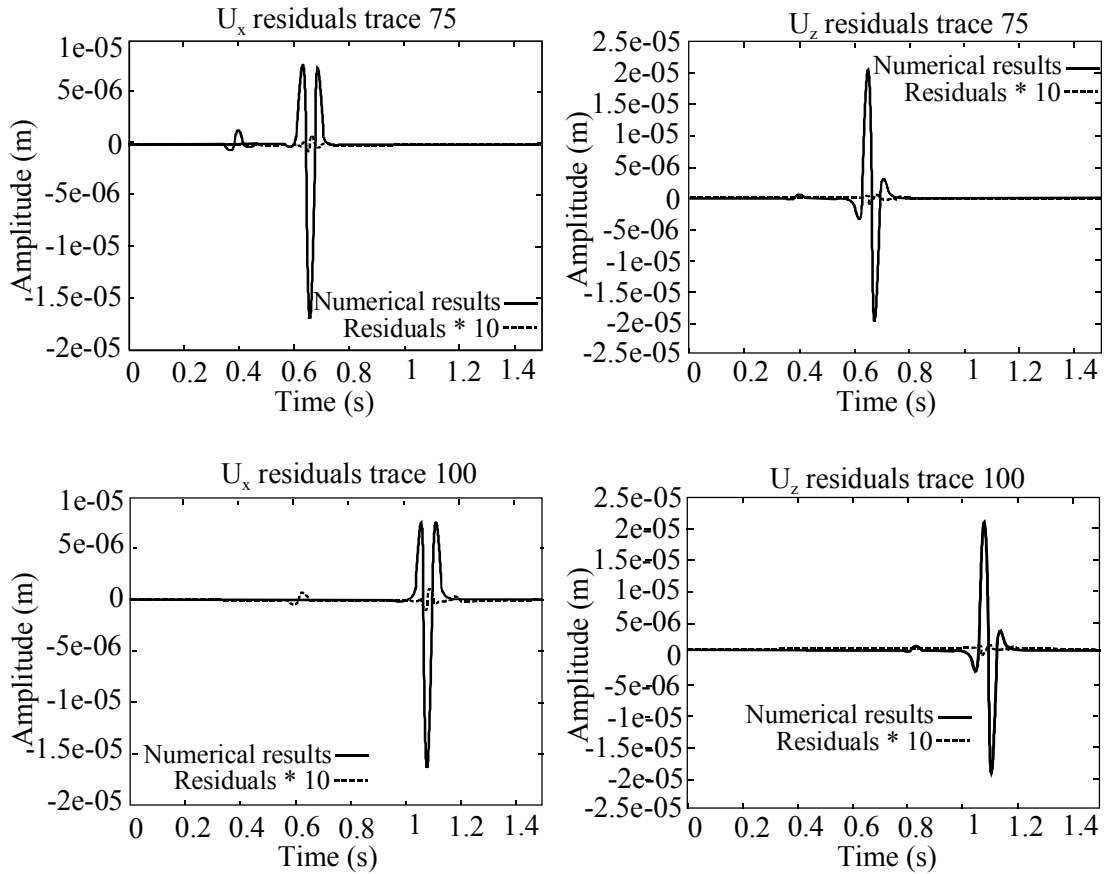 Uₓ residuals trace 75
1e-05
5e-06
0
-5e-06
-1e-05
-1.5e-05
-2e-05
Amplitude (m)
Numerical results
Residuals * 10
0 0.2 0.4 0.6 0.8 1 1.2 1.4
Time (s)
U_z residuals trace 75
2.5e-05
2e-05
1.5e-05
1e-05
5e-06
0
-5e-06
-1e-05
-1.5e-05
-2e-05
2.5e-05
Amplitude (m)
Numerical results
Residuals * 10
0 0.2 0.4 0.6 0.8 1 1.2 1.4
Time (s)
Uₓ residuals trace 100
1e-05
5e-06
0
-5e-06
-1e-05
-1.5e-05
-2e-05
Amplitude (m)
Numerical results
Residuals * 10
0 0.2 0.4 0.6 0.8 1 1.2 1.4
Time (s)
U_z residuals trace 100
2.5e-05
2e-05
1.5e-05
1e-05
5e-06
0
-5e-06
-1e-05
-1.5e-05
-2e-05
2.5e-05
Amplitude (m)
Numerical results
Residuals * 10
0 0.2 0.4 0.6 0.8 1 1.2 1.4
Time (s)